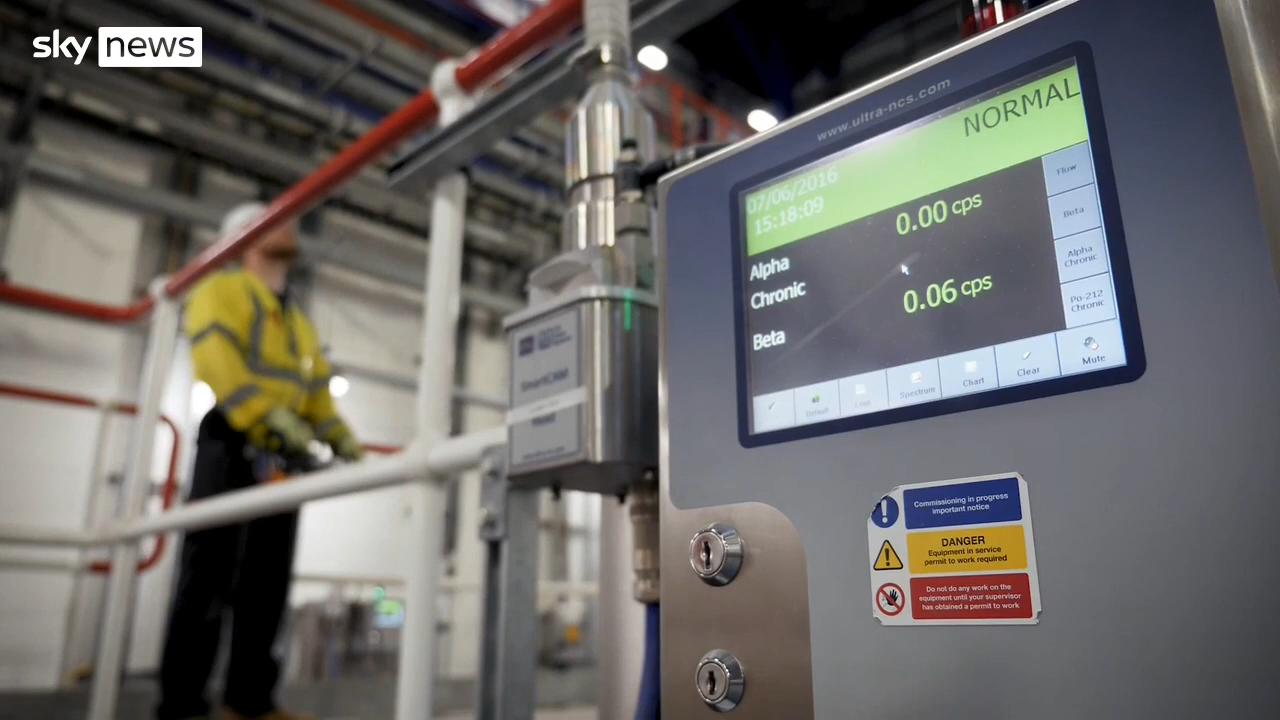 sky news
www.ultra-ncs.com
NORMAL
07/06/2016
15:18:09
0.00 cps
Alpha
Chronic
0.06 cps
Beta
Flow
Beta
Alpha
Chronic
Po-212
Chronic
Default
Spectrum
Chart
Clear
Mute
SmartCAM
Commissioning in progress
important notice
DANGER
Equipment in service
permit to work required
Do not do any work on the
equipment until your supervisor
has obtained a permit to work